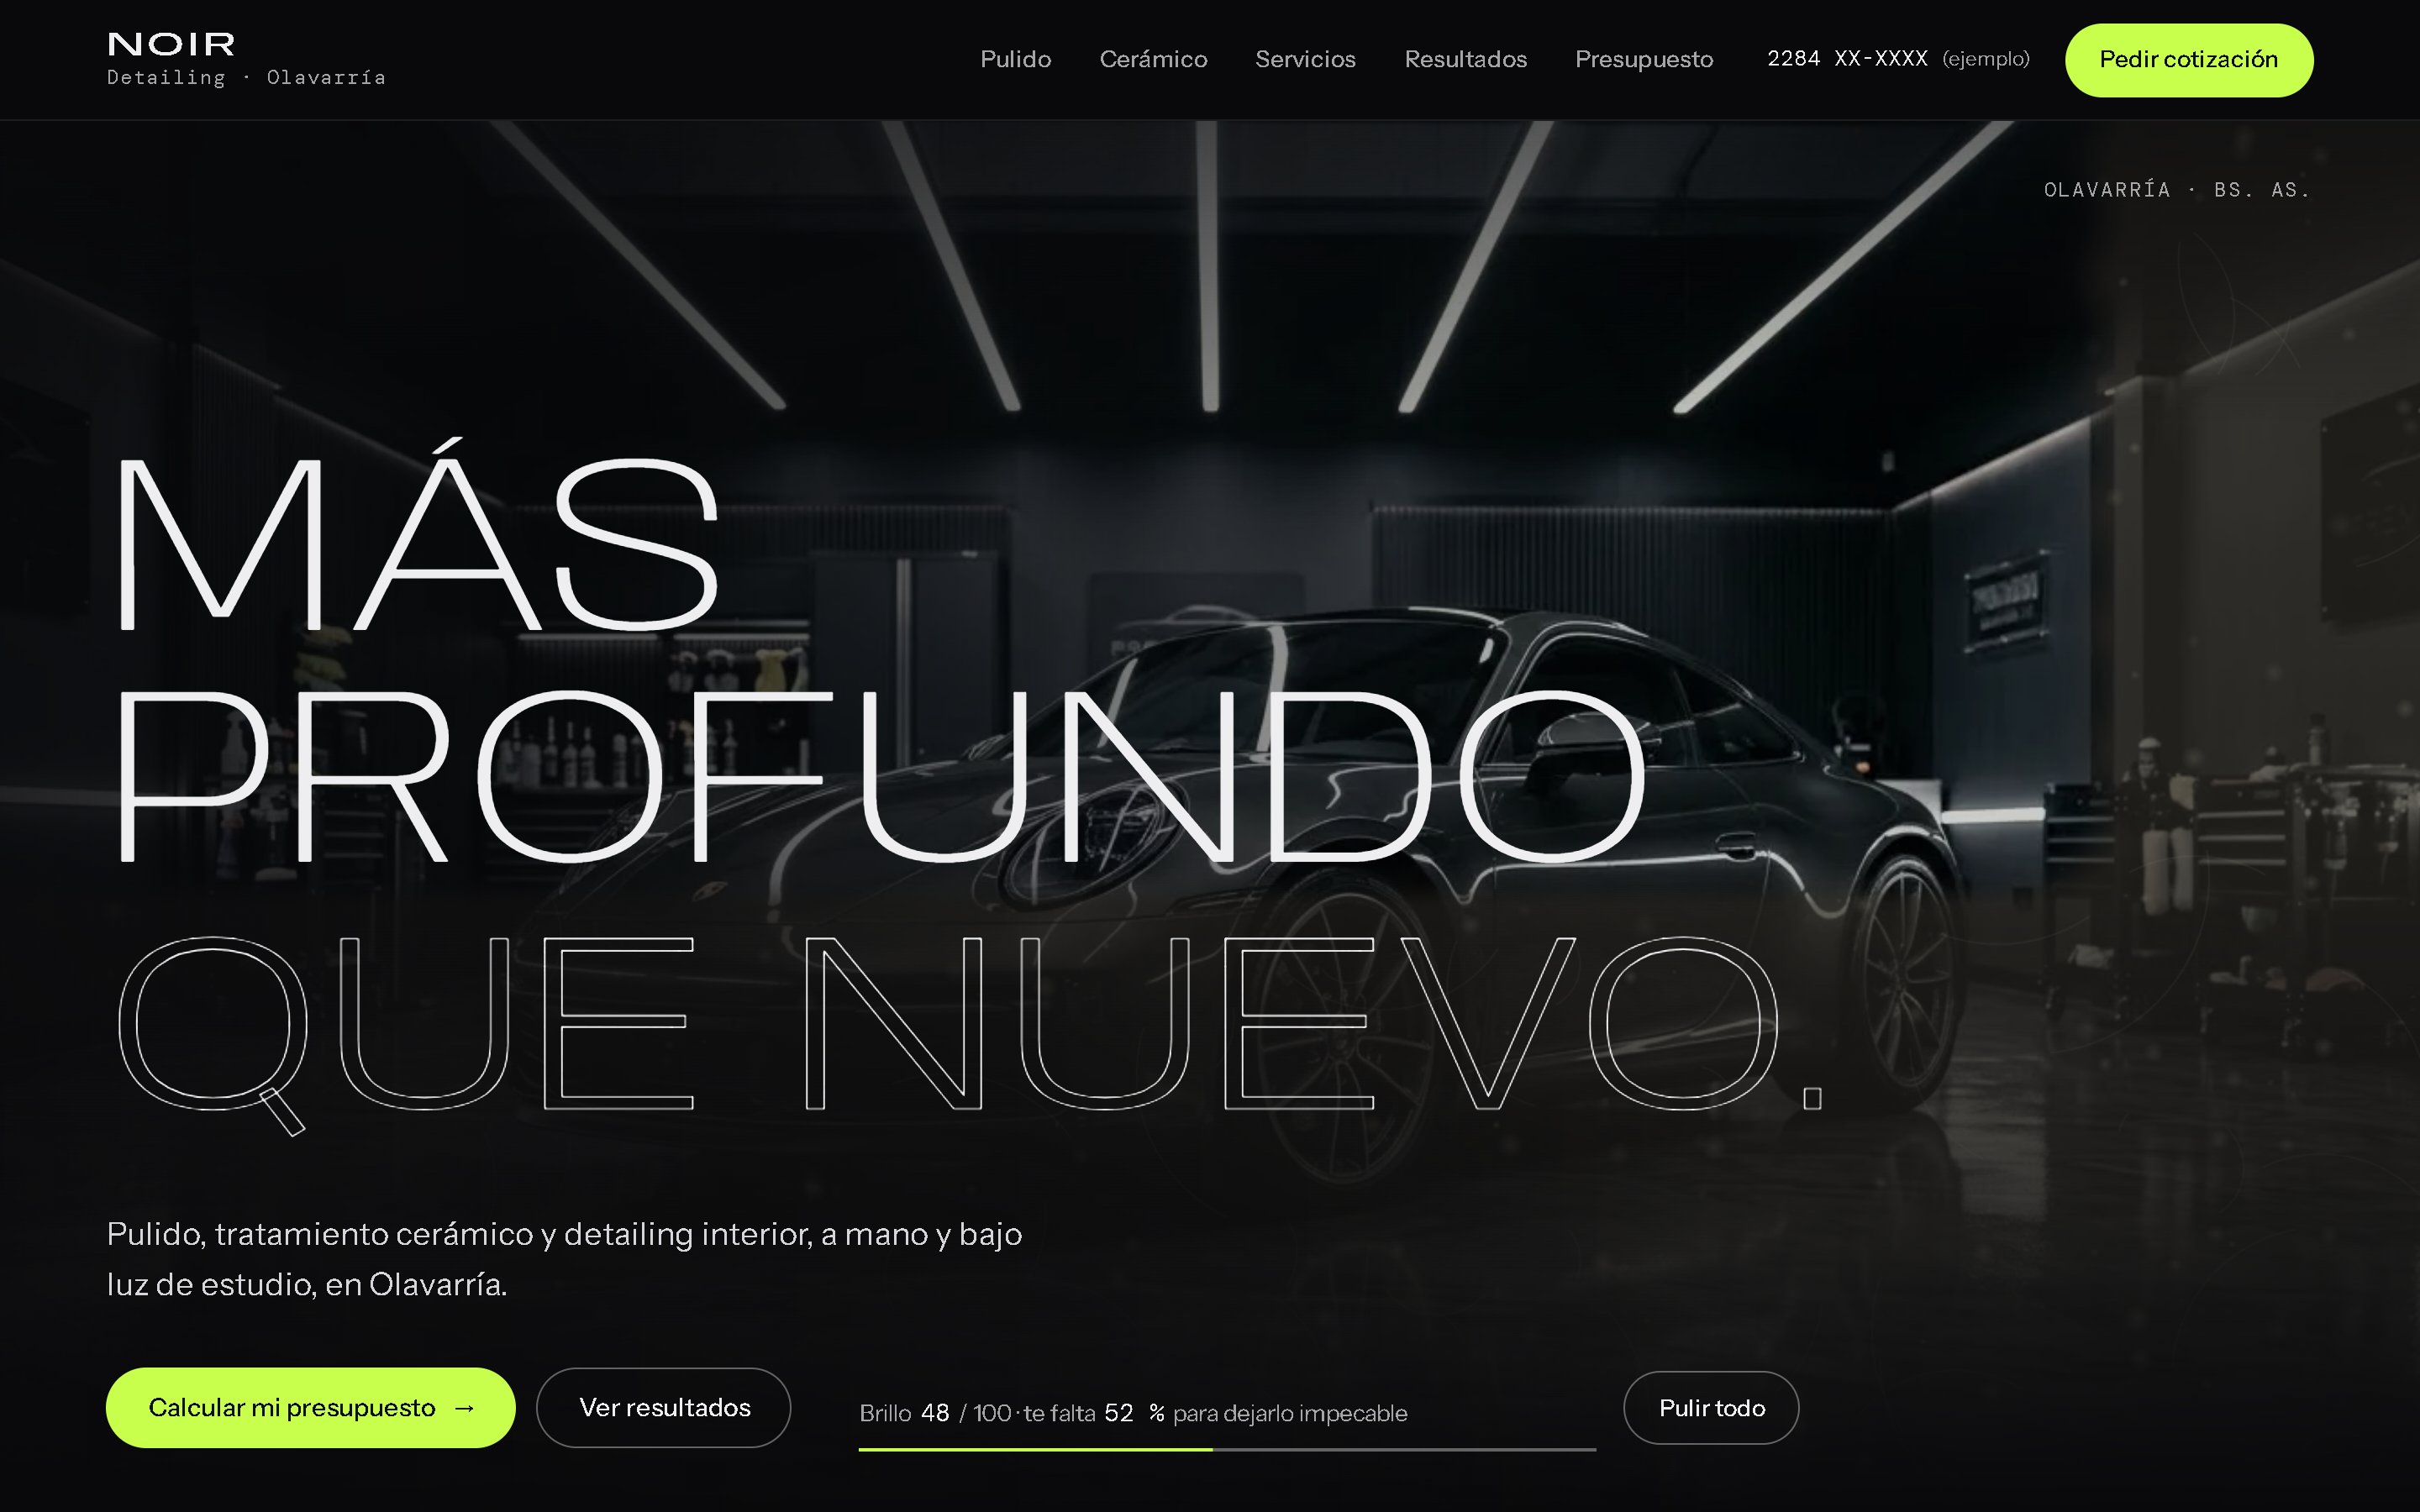 NOIR
Detailing · Olavarría
Pulido Cerámico Servicios Resultados Presupuesto 2284 XX-XXXX (ejemplo) Pedir cotización
OLAVARRÍA · BS. AS.
MÁS
PROFUNDO
QUE NUEVO.
Pulido, tratamiento cerámico y detailing interior, a mano y bajo
luz de estudio, en Olavarría.
Calcular mi presupuesto → Ver resultados Brillo 48 / 100 · te falta 52 % para dejarlo impecable Pulir todo